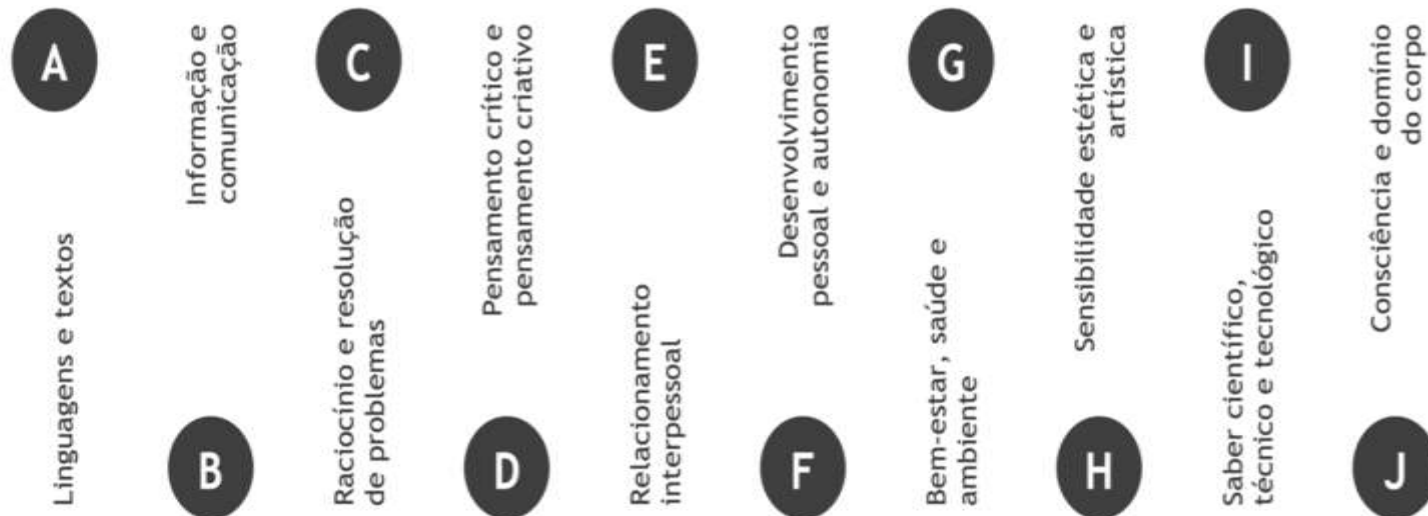 A
Linguagens e textos
Informação e
comunicação
B
C
Raciocínio e resolução
de problemas
Pensamento crítico e
pensamento criativo
D
E
Relacionamento
interpessoal
Desenvolvimento
pessoal e autonomia
F
G
Bem-estar, saúde e
ambiente
Sensibilidade estética e
artística
H
I
Saber científico,
técnico e tecnológico
Consciência e domínio
do corpo
J